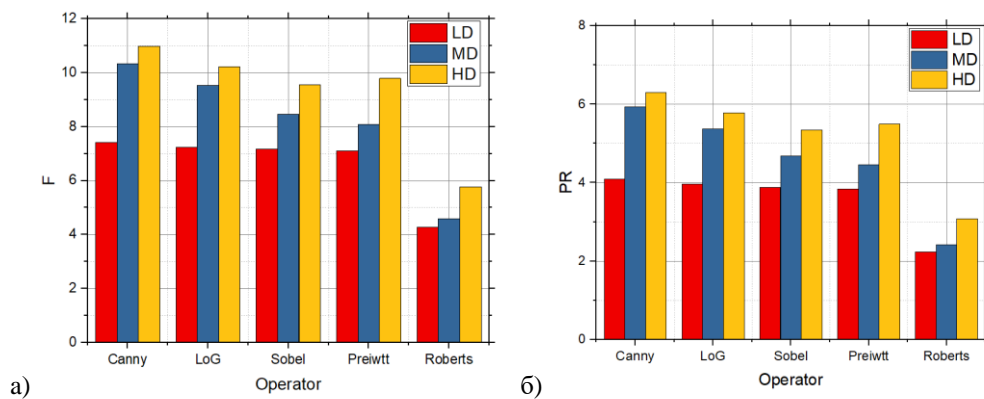 12
10
8
6
4
2
0
F
LD
MD
HD
Canny
LoG
Sobel
Preiwtt
Roberts
Operator
а)
8
6
4
2
0
PR
LD
MD
HD
Canny
LoG
Sobel
Preiwtt
Roberts
Operator
б)